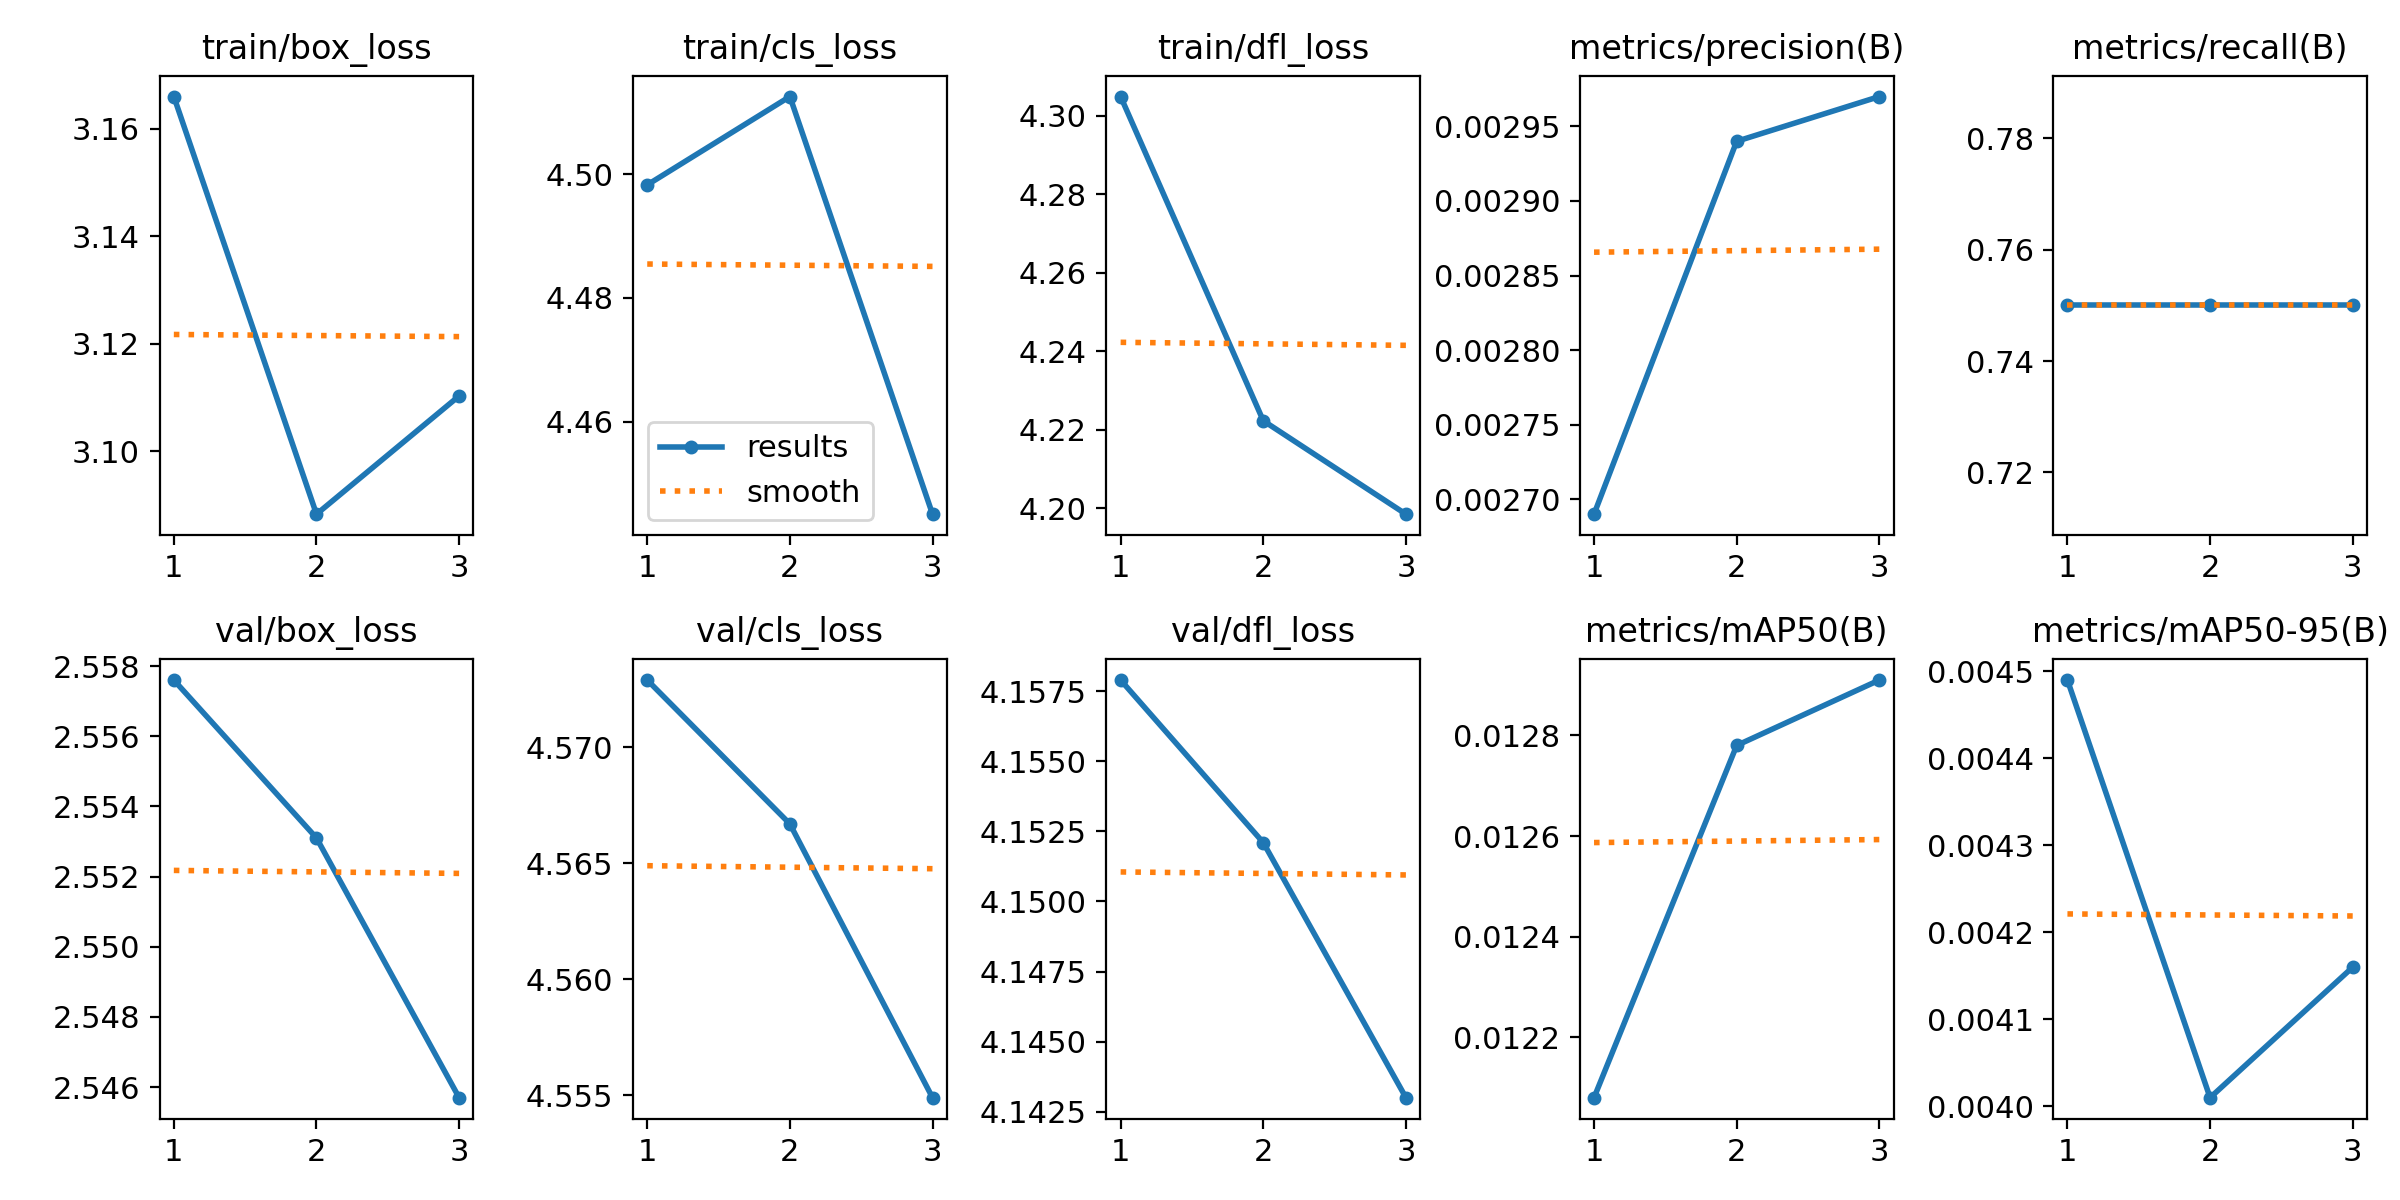 train/box_loss
3.16
3.14
3.12
3.10
1 2 3
train/cls_loss
4.50
4.48
4.46
results
smooth
1 2 3
train/dfl_loss
4.30
4.28
4.26
4.24
4.22
4.20
1 2 3
metrics/precision(B)
0.00295
0.00290
0.00285
0.00280
0.00275
0.00270
1 2 3
metrics/recall(B)
0.78
0.76
0.74
0.72
1 2 3
val/box_loss
2.558
2.556
2.554
2.552
2.550
2.548
2.546
1 2 3
val/cls_loss
4.570
4.565
4.560
4.555
1 2 3
val/dfl_loss
4.1575
4.1550
4.1525
4.1500
4.1475
4.1450
4.1425
1 2 3
metrics/mAP50(B)
0.0128
0.0126
0.0124
0.0122
1 2 3
metrics/mAP50-95(B)
0.0045
0.0044
0.0043
0.0042
0.0041
0.0040
1 2 3